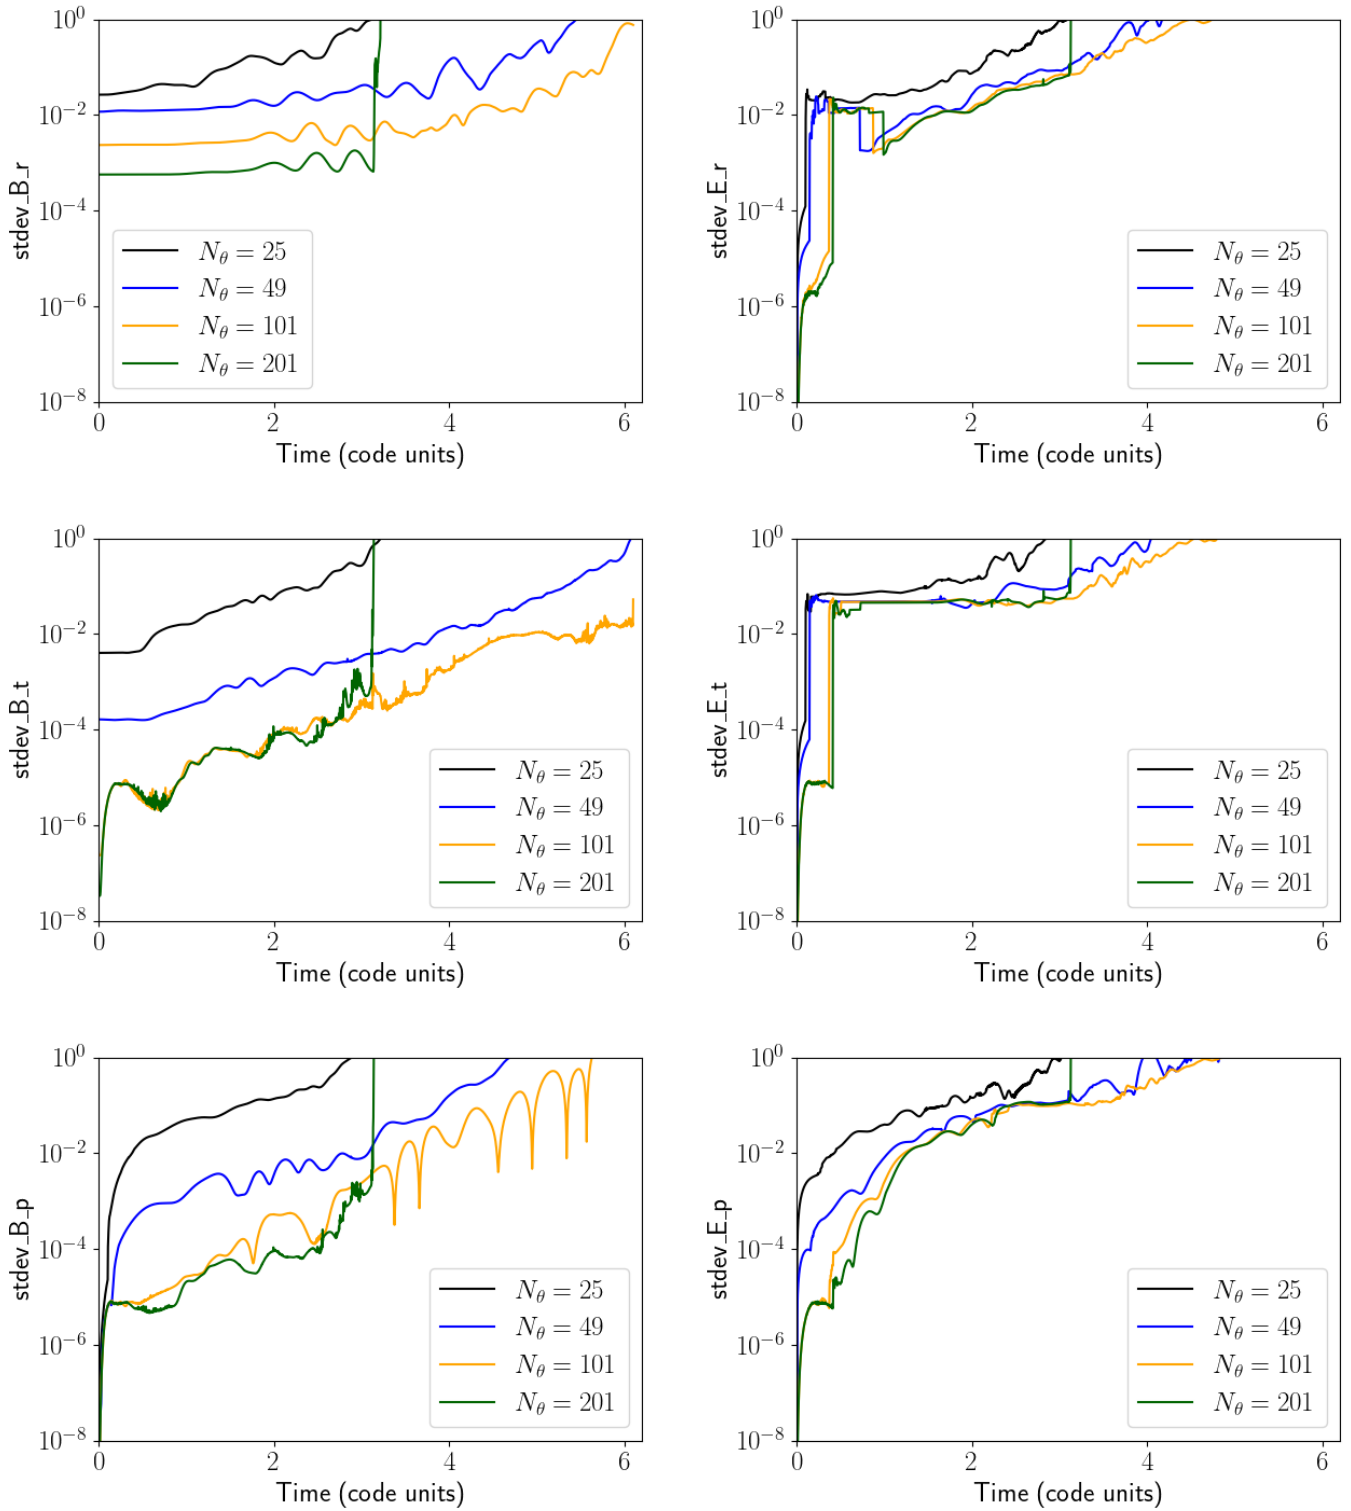 10^0
10^-2
10^-4
10^-6
10^-8
stdev_B_r
N_θ = 25
N_θ = 49
N_θ = 101
N_θ = 201
0 2 4 6
Time (code units)
10^0
10^-2
10^-4
10^-6
10^-8
stdev_E_r
N_θ = 25
N_θ = 49
N_θ = 101
N_θ = 201
0 2 4 6
Time (code units)
10^0
10^-2
10^-4
10^-6
10^-8
stdev_B_t
N_θ = 25
N_θ = 49
N_θ = 101
N_θ = 201
0 2 4 6
Time (code units)
10^0
10^-2
10^-4
10^-6
10^-8
stdev_E_t
N_θ = 25
N_θ = 49
N_θ = 101
N_θ = 201
0 2 4 6
Time (code units)
10^0
10^-2
10^-4
10^-6
10^-8
stdev_B_p
N_θ = 25
N_θ = 49
N_θ = 101
N_θ = 201
0 2 4 6
Time (code units)
10^0
10^-2
10^-4
10^-6
10^-8
stdev_E_p
N_θ = 25
N_θ = 49
N_θ = 101
N_θ = 201
0 2 4 6
Time (code units)